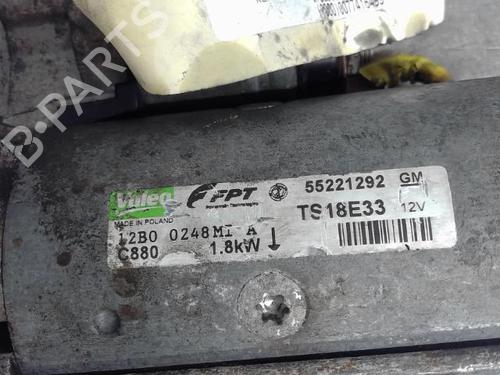 B-PARTS
Valeo
MADE IN POLAND
FPT
55221292 GM
TS18E33 12V
12B0 0248MI A
C880 1.8kW ↓